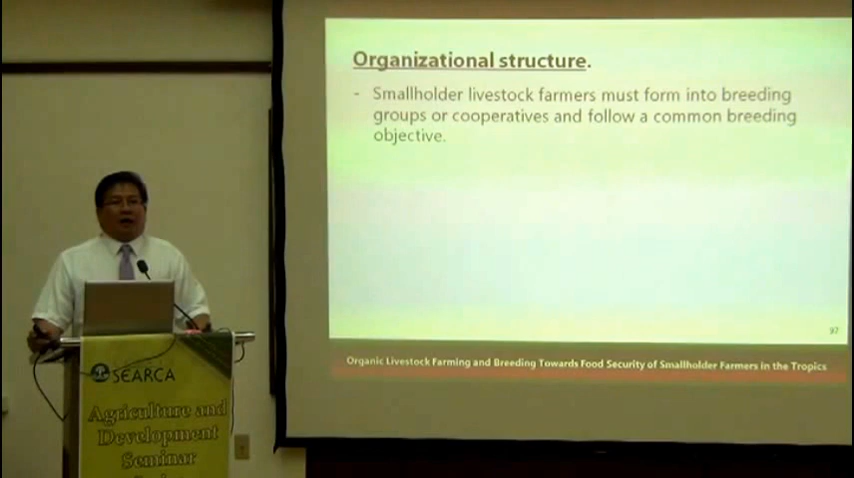 Organizational structure.
- Smallholder livestock farmers must form into breeding
groups or cooperatives and follow a common breeding
objective.
97
Organic Livestock Farming and Breeding Towards Food Security of Smallholder Farmers in the Tropics
SEARCA
Agriculture and
Development
Seminar